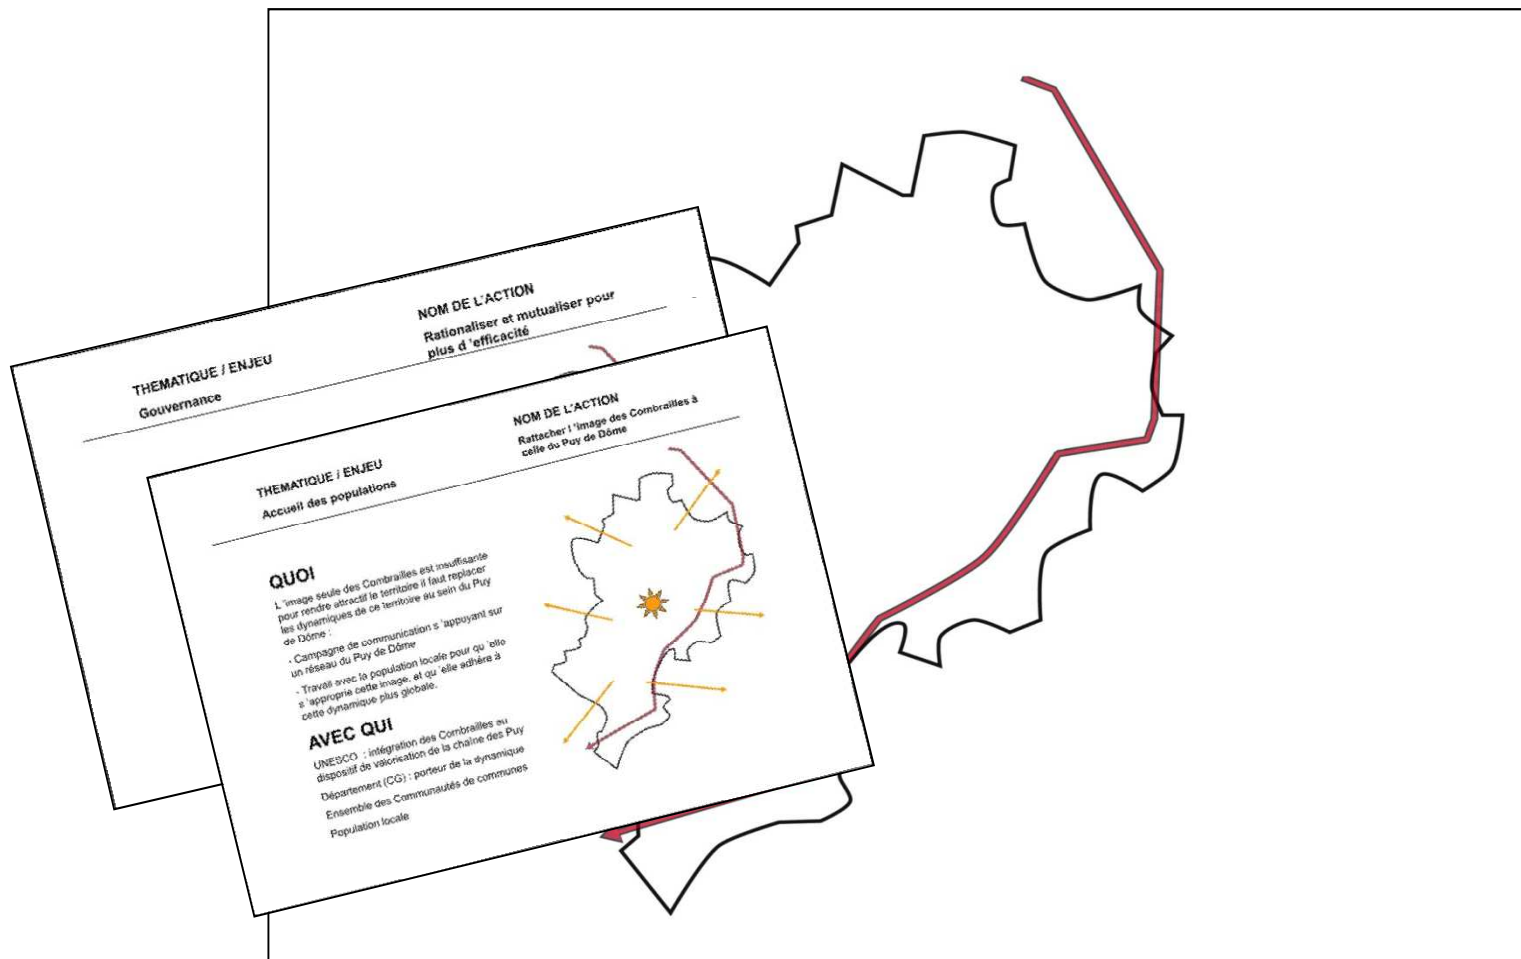 THEMATIQUE / ENJEU
Gouvernance
NOM DE L'ACTION
Rationaliser et mutualiser pour
plus d 'efficacité
THEMATIQUE / ENJEU
Accueil des populations
NOM DE L'ACTION
Rattacher l 'image des Combrailles à
celle du Puy de Dôme
QUOI
L 'image seule des Combrailles est insuffisante
pour rendre attractif le territoire il faut replacer
les dynamiques de ce territoire au sein du Puy
de Dôme :
- Campagne de communication s 'appuyant sur
un réseau du Puy de Dôme
- Travail avec la population locale pour qu 'elle
s 'approprie cette image, et qu 'elle adhère à
cette dynamique plus globale.
AVEC QUI
UNESCO : intégration des Combrailles au
dispositif de valorisation de la chaîne des Puy
Département (CG) : porteur de la dynamique
Ensemble des Communautés de communes
Population locale